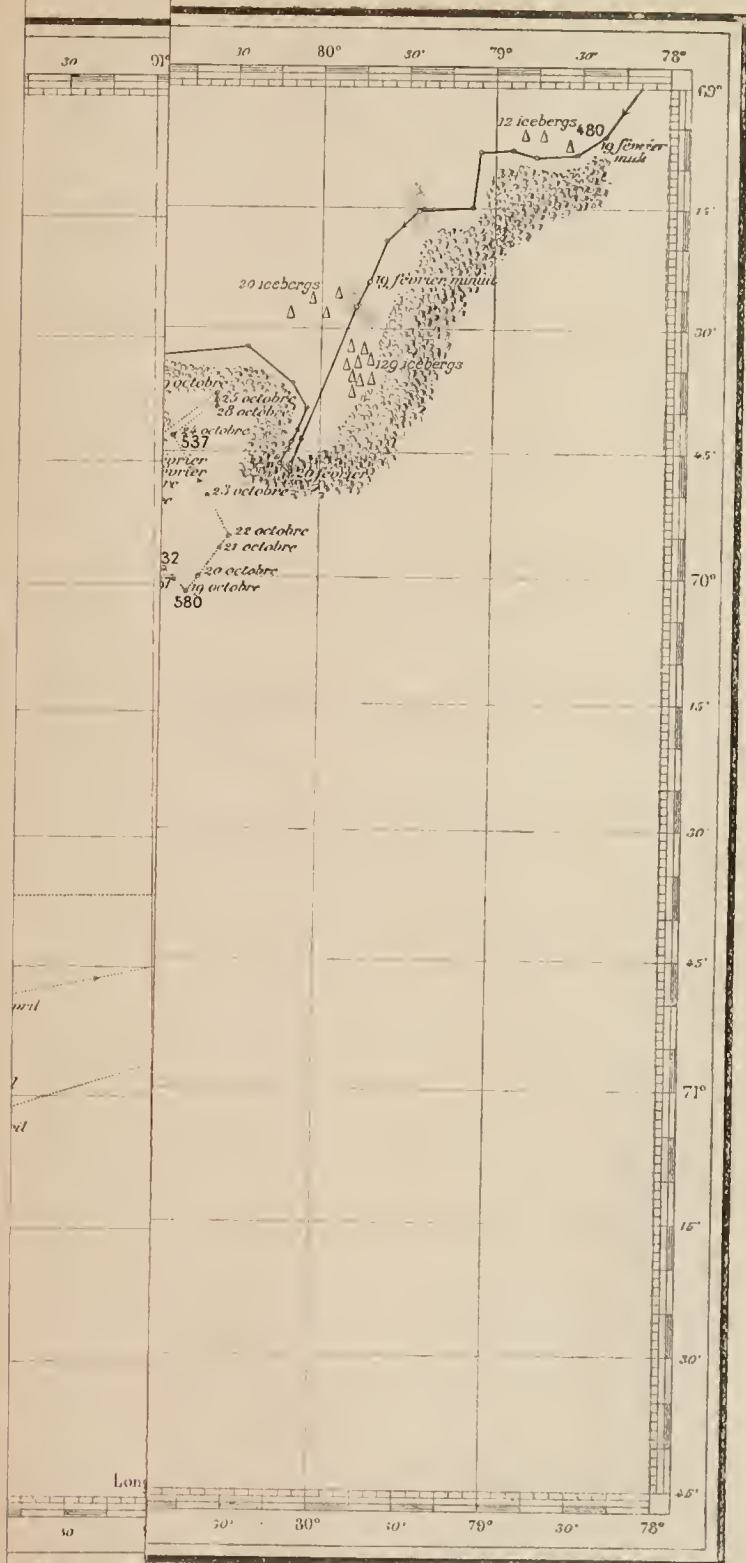 30
30
80°
30'
79°
30'
78°
69°
12 icebergs
480
19 février
midi
15'
20 icebergs
19 février minuit
30'
129 icebergs
octobre
25 octobre
28 octobre
24 octobre
537
45'
20 février
23 octobre
22 octobre
21 octobre
32
20 octobre
70°
57
19 octobre
580
15'
30'
45'
71°
15'
30'
45'
30
30'
80°
30'
79°
30'
78°